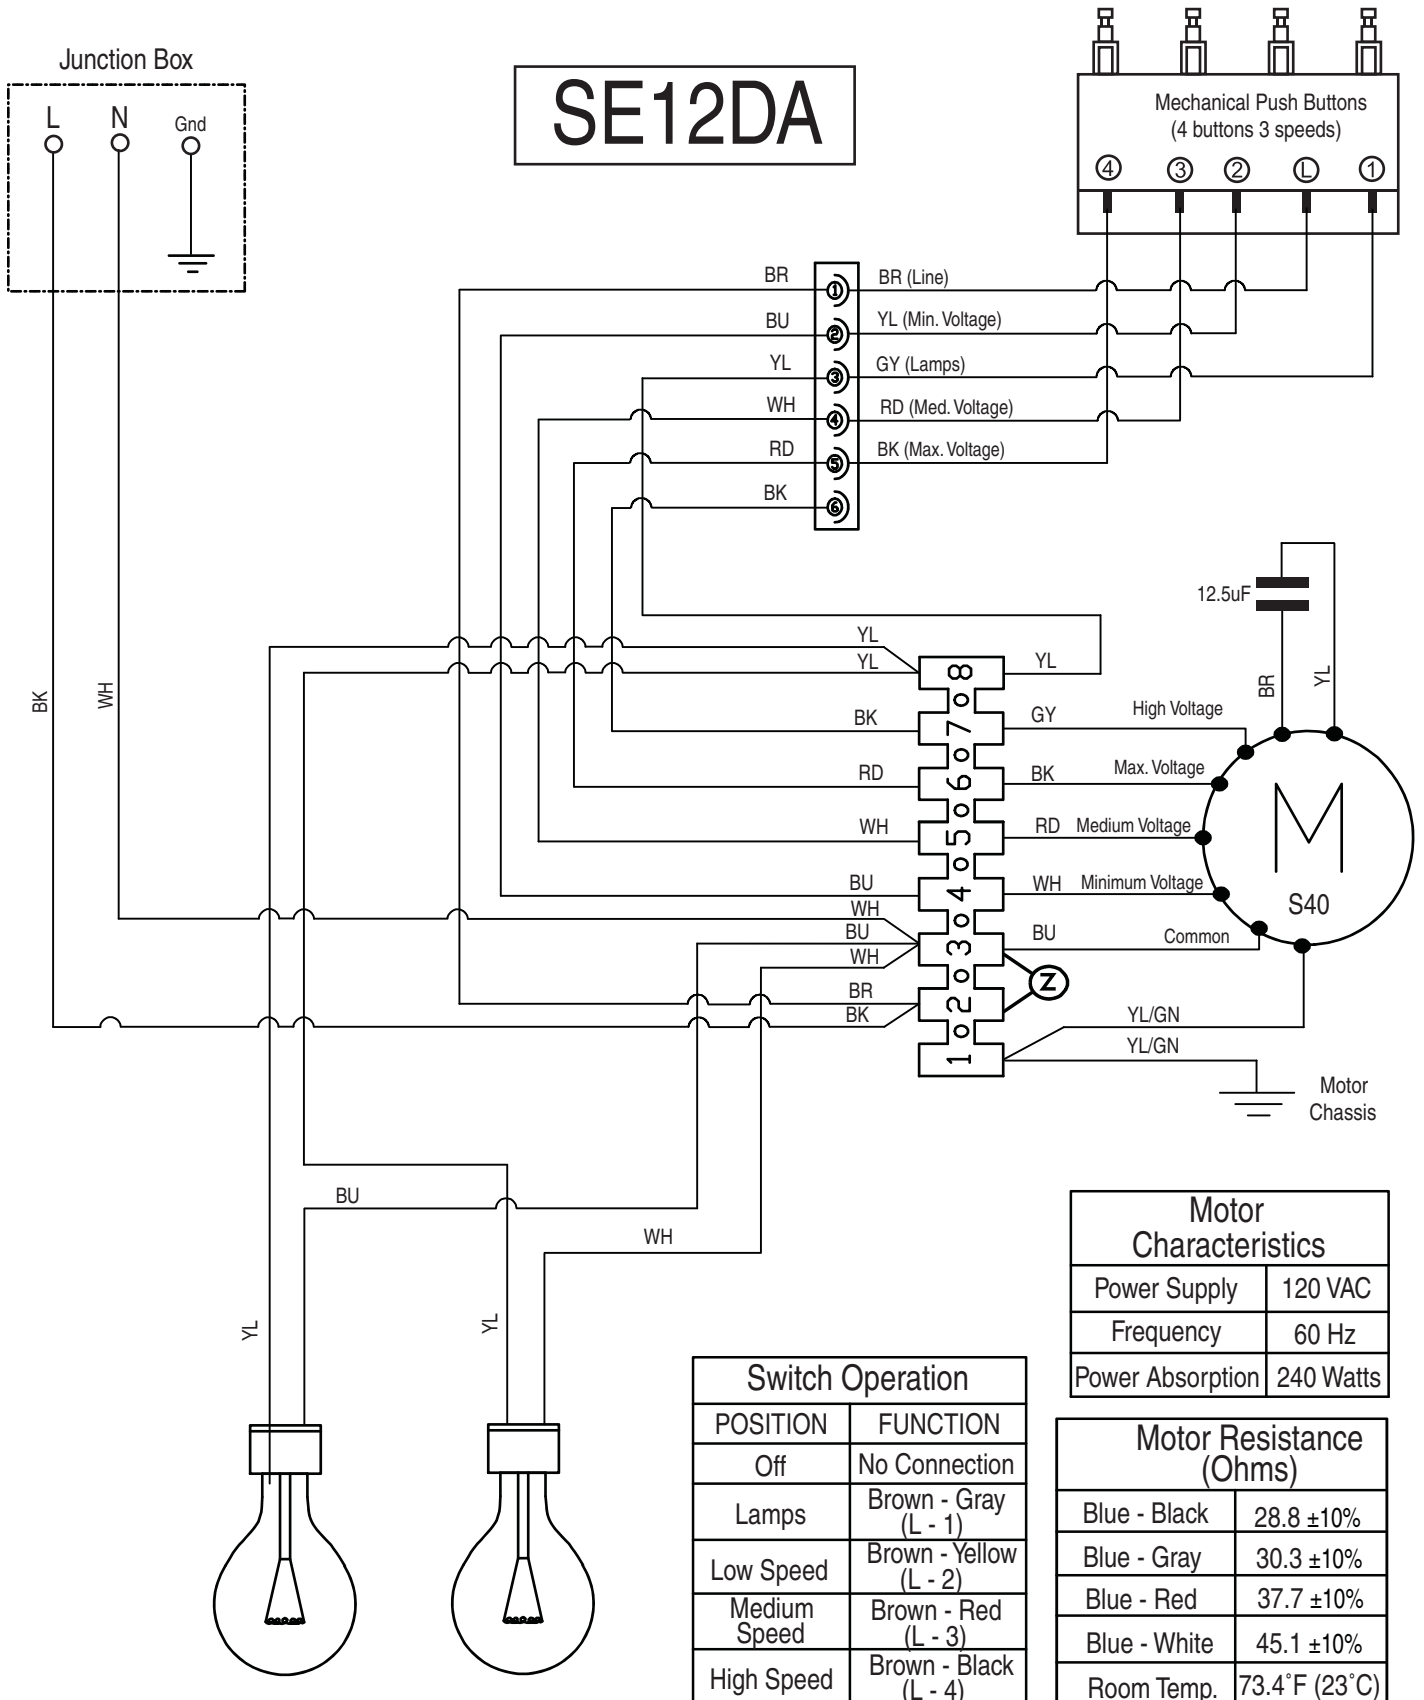 Junction Box
L
N
Gnd
SE12DA
Mechanical Push Buttons
(4 buttons 3 speeds)
4
3
2
L
1
BR
1
BR (Line)
BU
2
YL (Min. Voltage)
YL
3
GY (Lamps)
WH
4
RD (Med. Voltage)
RD
5
BK (Max. Voltage)
BK
6
12.5uF
BR
YL
BK
WH
YL
YL
8
YL
BK
7
GY
High Voltage
RD
6
BK
Max. Voltage
WH
5
RD
Medium Voltage
BU
4
WH
Minimum Voltage
M
S40
WH
BU
WH
3
BU
Common
Z
BR
BK
2
1
YL/GN
YL/GN
Motor
Chassis
BU
WH
YL
YL
Motor
Characteristics
Power Supply
120 VAC
Frequency
60 Hz
Power Absorption
240 Watts
Switch Operation
POSITION
FUNCTION
Off
No Connection
Lamps
Brown - Gray
(L - 1)
Low Speed
Brown - Yellow
(L - 2)
Medium
Speed
Brown - Red
(L - 3)
High Speed
Brown - Black
(L - 4)
Motor Resistance
(Ohms)
Blue - Black
28.8 ±10%
Blue - Gray
30.3 ±10%
Blue - Red
37.7 ±10%
Blue - White
45.1 ±10%
Room Temp.
73.4˚F (23˚C)